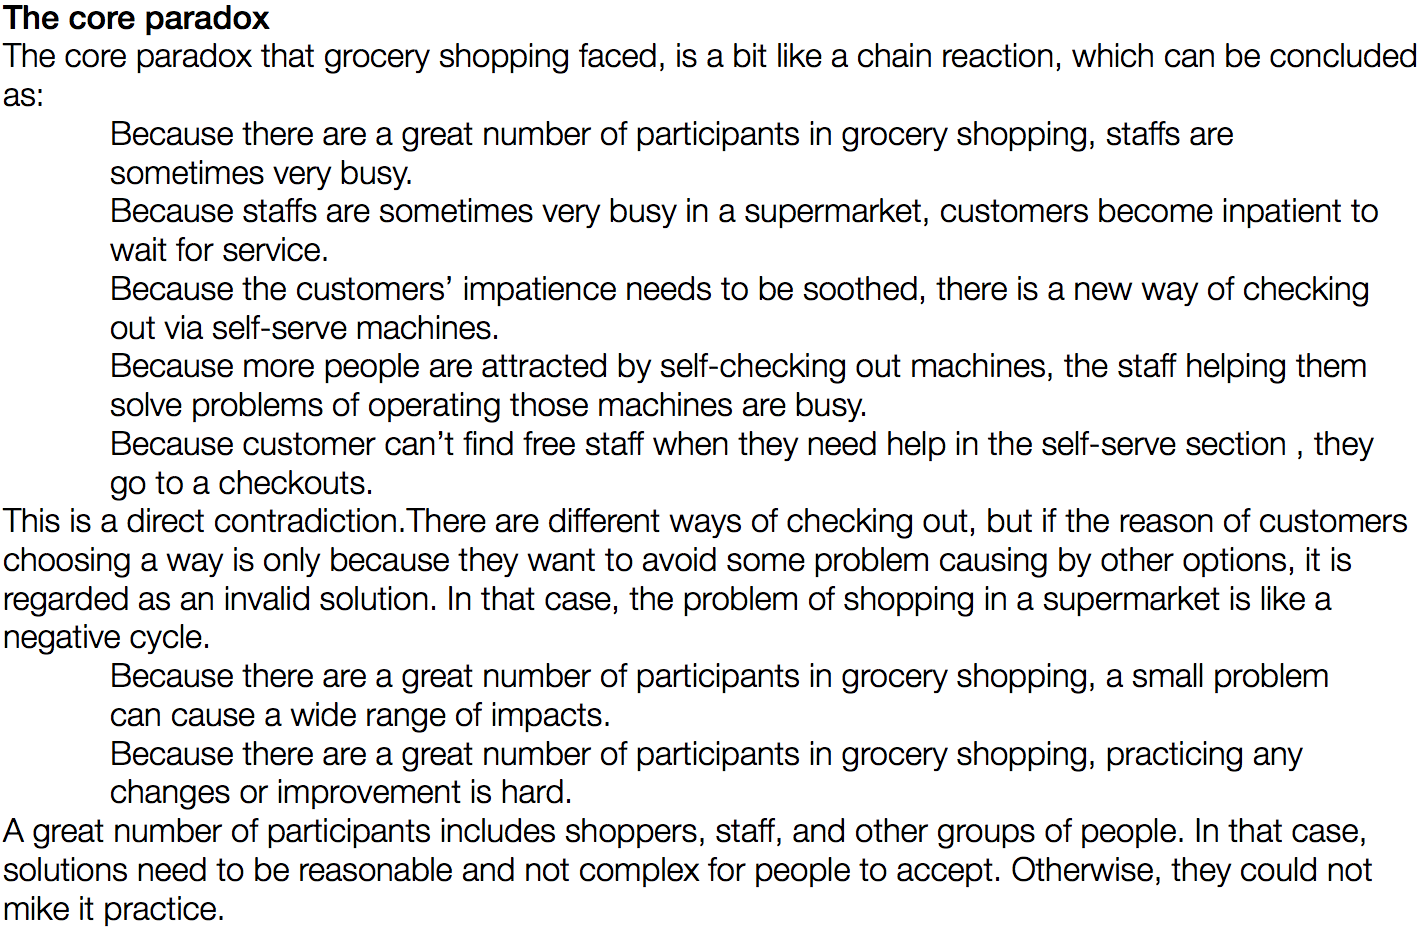 The core paradox
The core paradox that grocery shopping faced, is a bit like a chain reaction, which can be concluded
as:
Because there are a great number of participants in grocery shopping, staffs are
sometimes very busy.
Because staffs are sometimes very busy in a supermarket, customers become inpatient to
wait for service.
Because the customers’ impatience needs to be soothed, there is a new way of checking
out via self-serve machines.
Because more people are attracted by self-checking out machines, the staff helping them
solve problems of operating those machines are busy.
Because customer can’t find free staff when they need help in the self-serve section , they
go to a checkouts.
This is a direct contradiction.There are different ways of checking out, but if the reason of customers
choosing a way is only because they want to avoid some problem causing by other options, it is
regarded as an invalid solution. In that case, the problem of shopping in a supermarket is like a
negative cycle.
Because there are a great number of participants in grocery shopping, a small problem
can cause a wide range of impacts.
Because there are a great number of participants in grocery shopping, practicing any
changes or improvement is hard.
A great number of participants includes shoppers, staff, and other groups of people. In that case,
solutions need to be reasonable and not complex for people to accept. Otherwise, they could not
mike it practice.